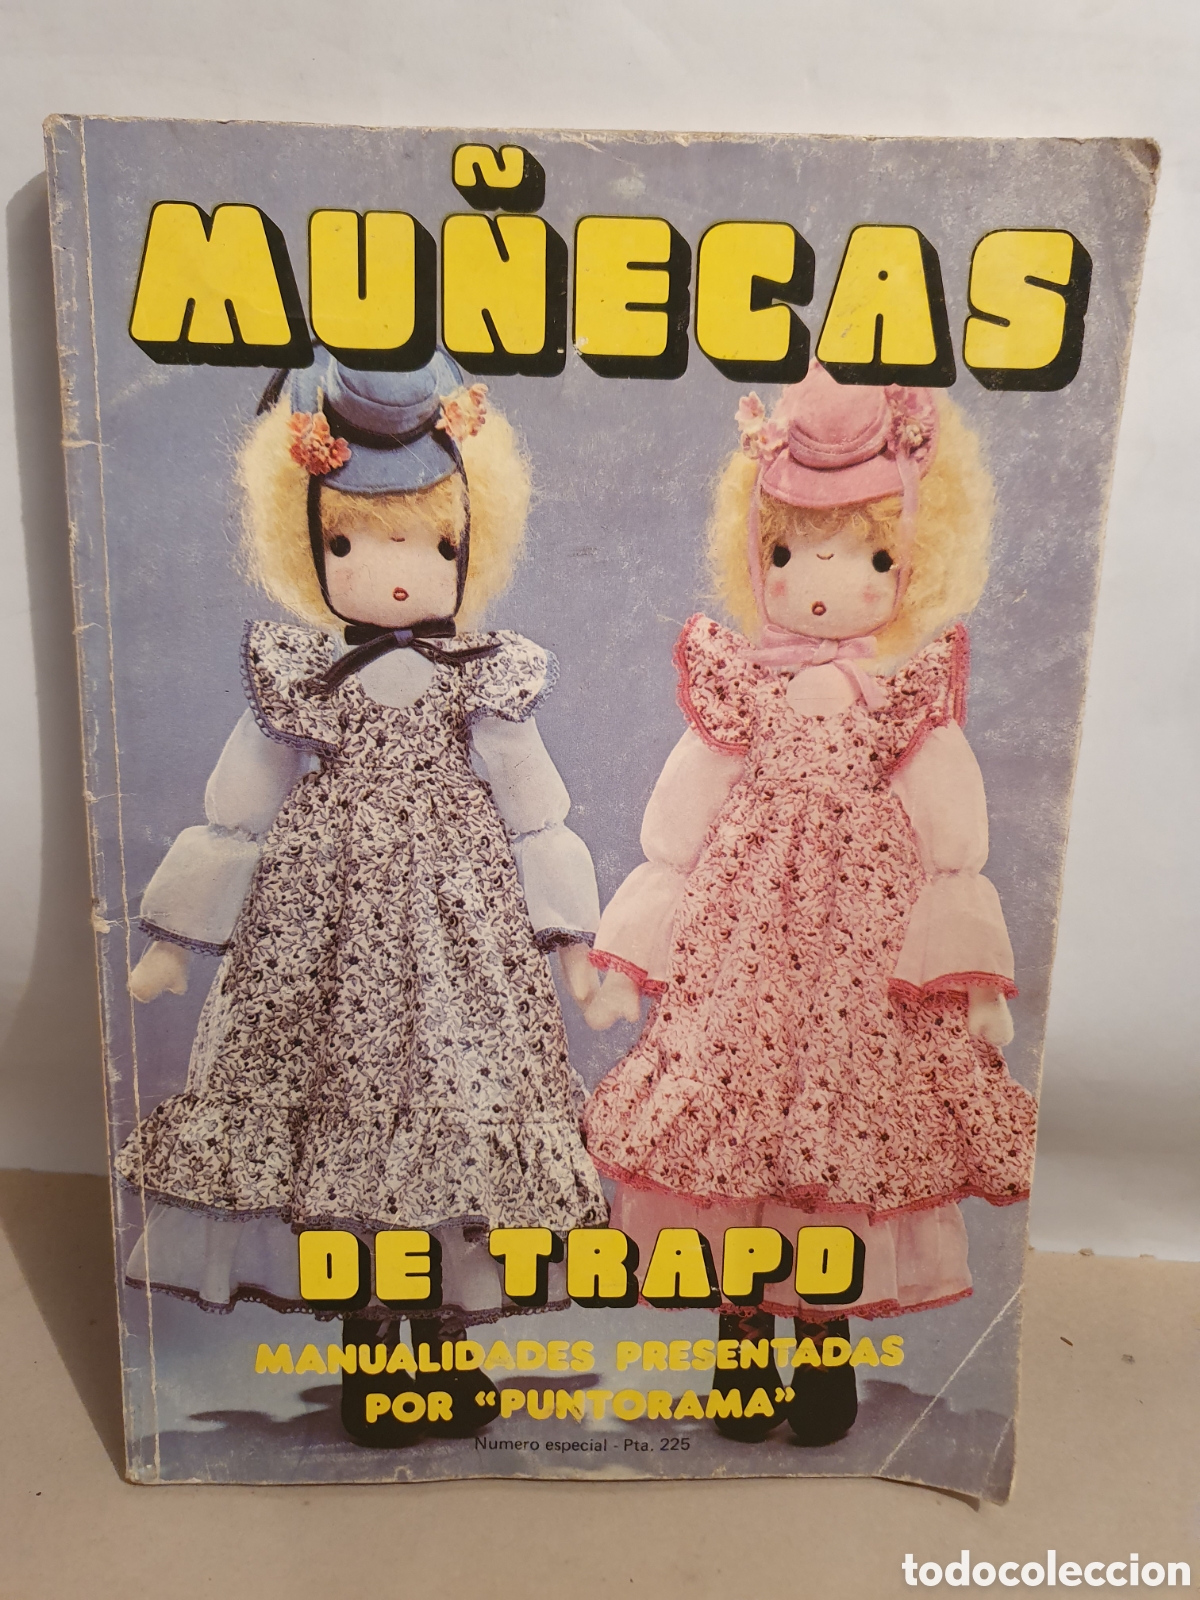 MUÑECAS
DE TRAPO
MANUALIDADES PRESENTADAS
POR "PUNTORAMA"
Numero especial - Pta. 225
todocoleccion